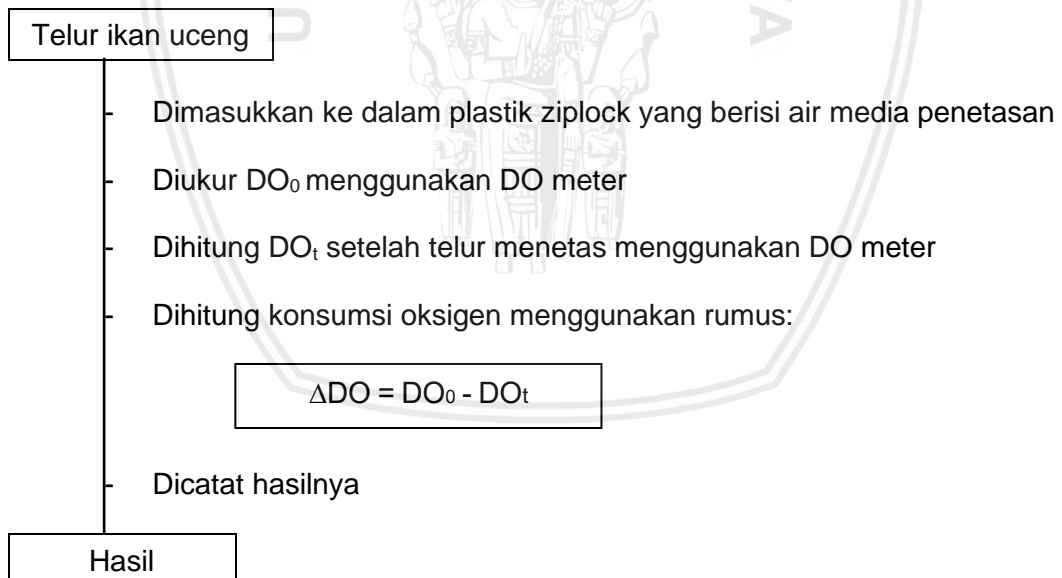 Telur ikan uceng
- Dimasukkan ke dalam plastik ziplock yang berisi air media penetasan
- Diukur DO₀ menggunakan DO meter
- Dihitung DOₜ setelah telur menetas menggunakan DO meter
- Dihitung konsumsi oksigen menggunakan rumus:
∆DO = DO₀ - DOₜ
- Dicatat hasilnya
Hasil